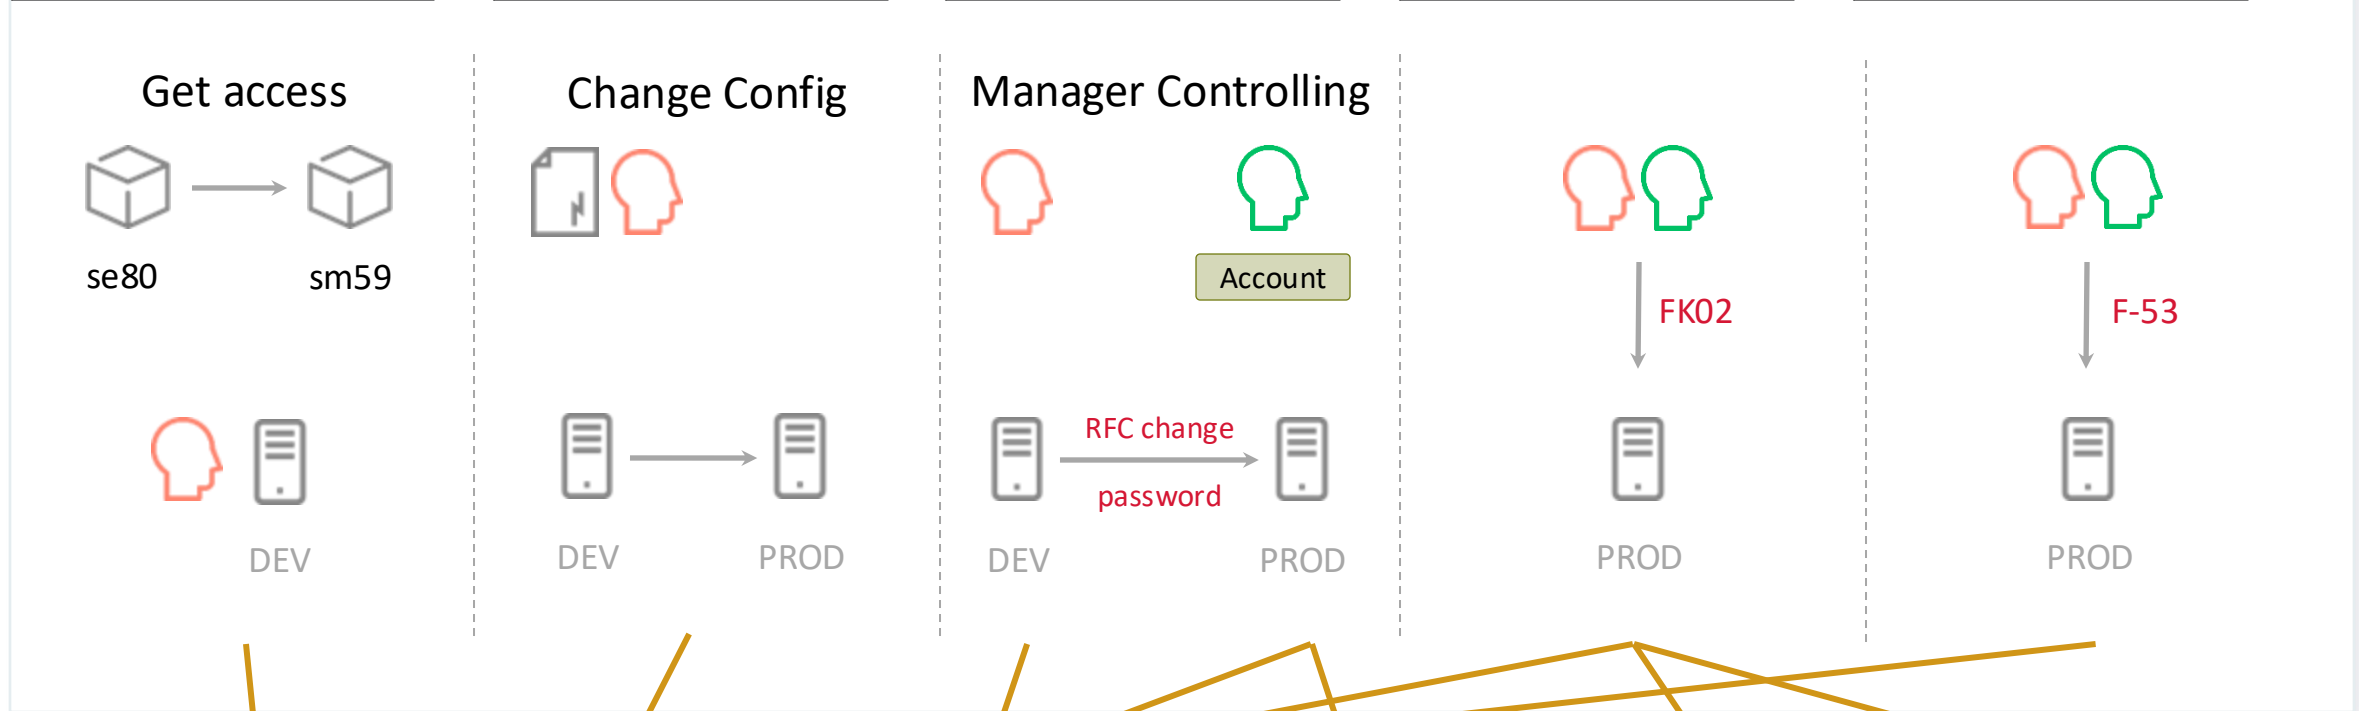 Get access
se80
sm59
DEV
Change Config
DEV
PROD
Manager Controlling
Account
RFC change
password
DEV
PROD
FK02
PROD
F-53
PROD